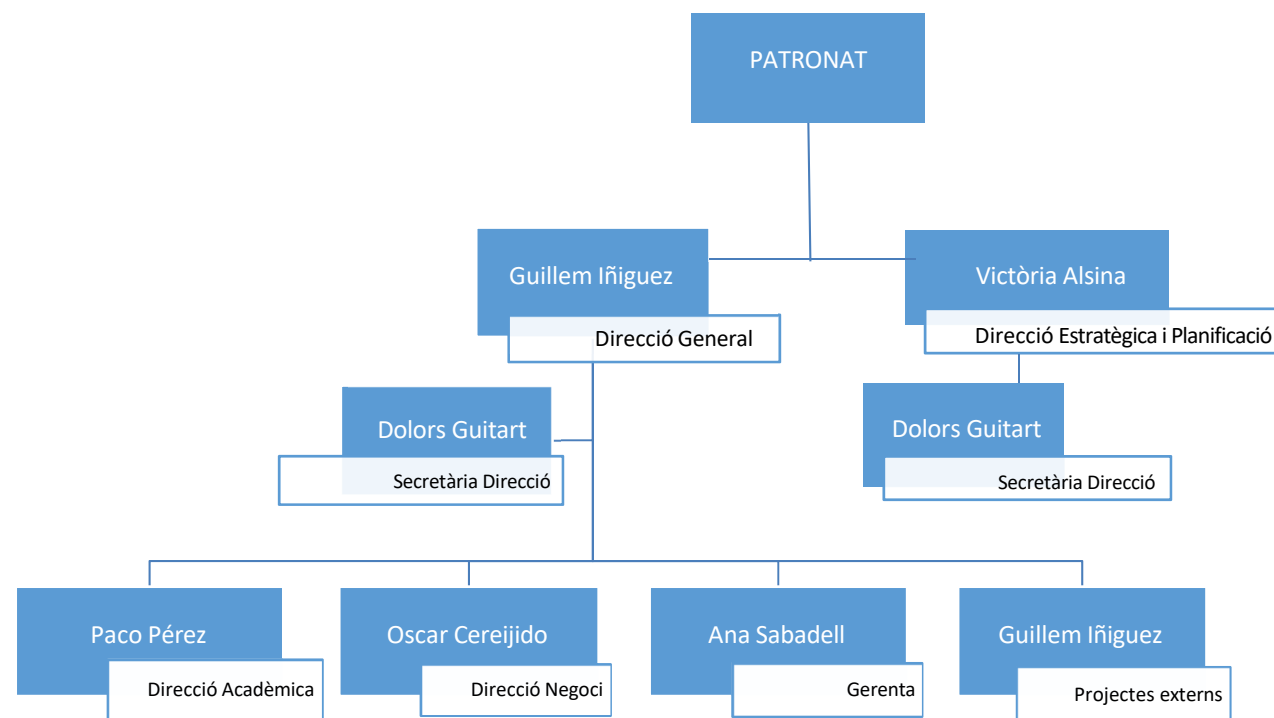 PATRONAT
Guillem Iñiguez
Direcció General
Victòria Alsina
Direcció Estratègica i Planificació
Dolors Guitart
Secretària Direcció
Dolors Guitart
Secretària Direcció
Paco Pérez
Direcció Acadèmica
Oscar Cereijido
Direcció Negoci
Ana Sabadell
Gerenta
Guillem Iñiguez
Projectes externs